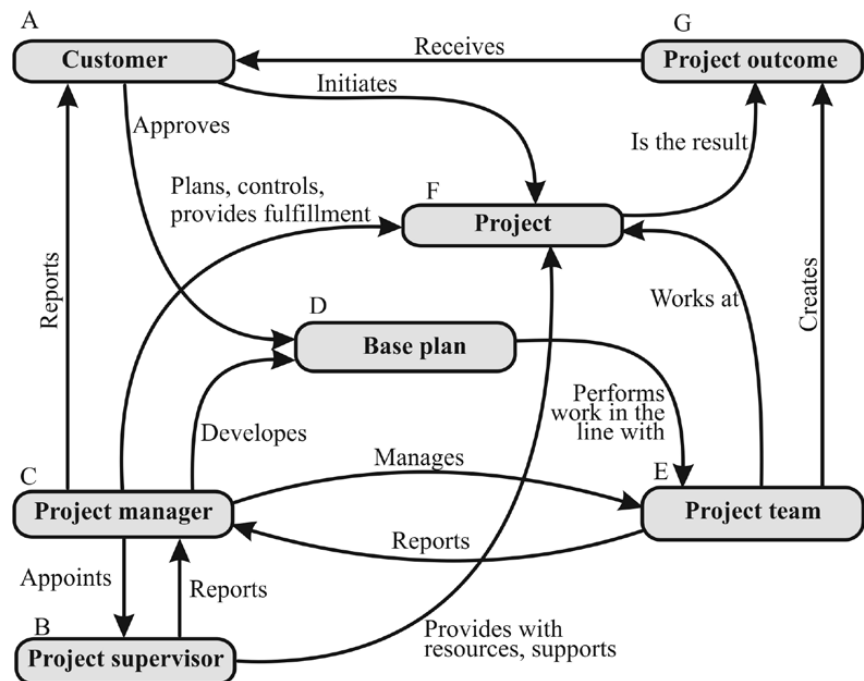 A
G
Customer
Receives
Project outcome
Initiates
Approves
Is the result
Plans, controls,
provides fulfillment
F
Project
Reports
Works at
Creates
D
Base plan
Performs
work in the
line with
Developes
Manages
C
E
Project manager
Project team
Reports
Appoints
Reports
B
Provides with
resources, supports
Project supervisor